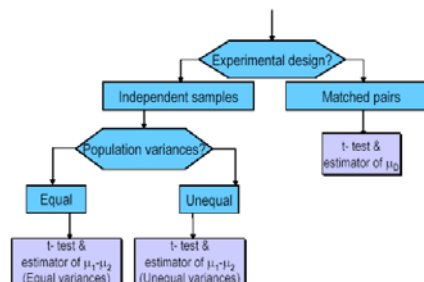 Experimental design?
Independent samples
Matched pairs
Population variances?
t- test &
estimator of μD
Equal
Unequal
t- test &
estimator of μ1-μ2
(Equal variances)
t- test &
estimator of μ1-μ2
(Unequal variances)